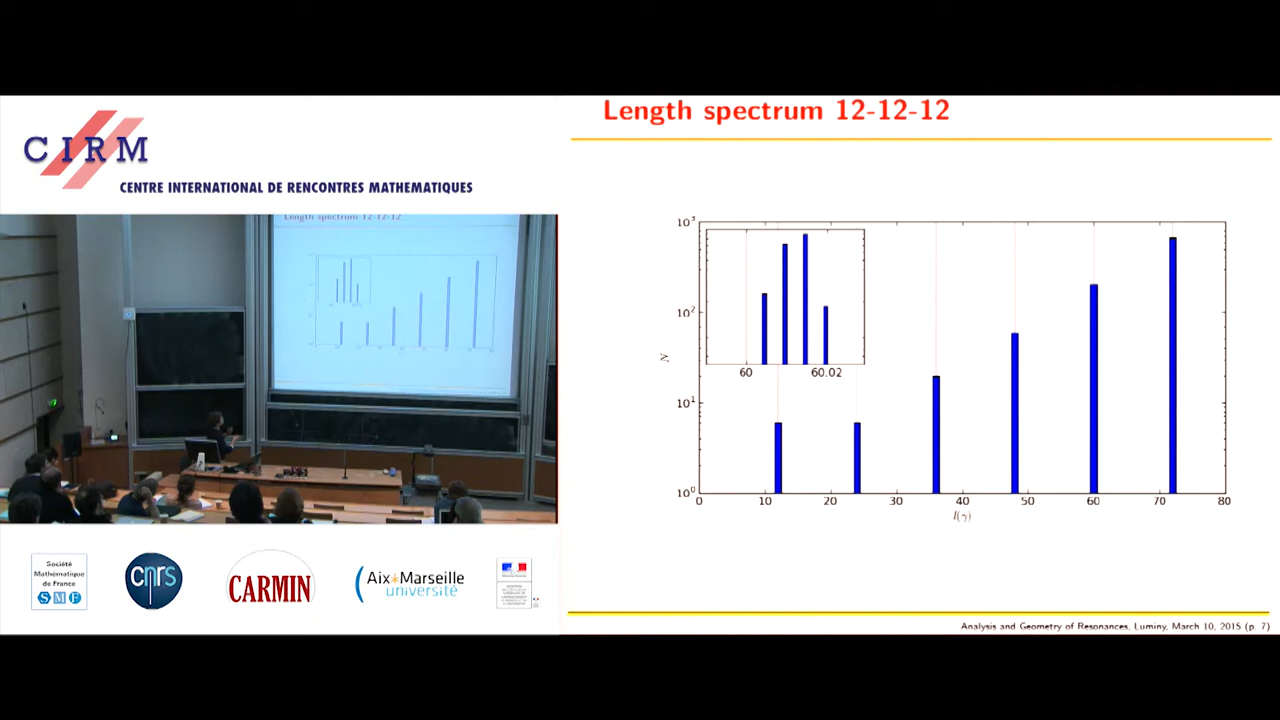 CIRM
CENTRE INTERNATIONAL DE RENCONTRES MATHEMATIQUES
Length spectrum 12-12-12
Length spectrum 12-12-12
10³
10²
10¹
10⁰
N
N
60
60.02
0
10
20
30
40
50
60
70
80
l(γ)
Société
Mathématique
de France
SMF
cnrs
CARMIN
Aix*Marseille
université
Analysis and Geometry of Resonances, Luminy, March 10, 2015 (p. 7)